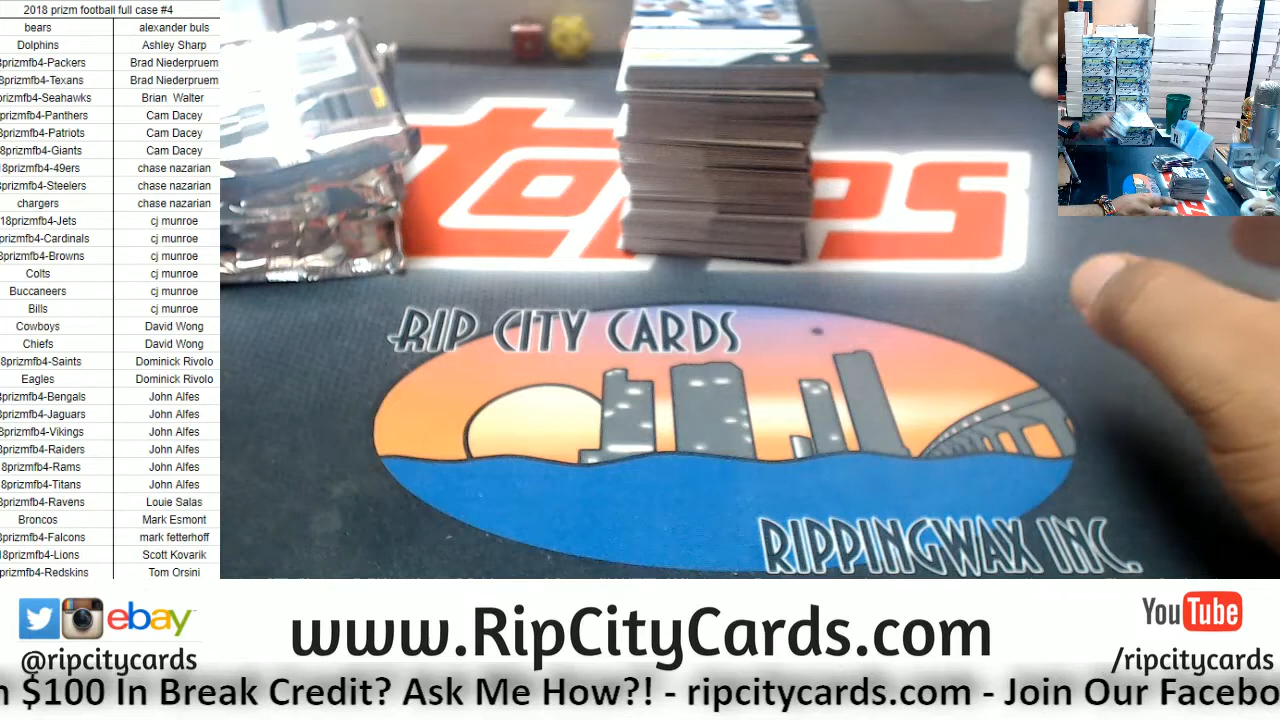 2018 prizm football full case #4
bears alexander buls
Dolphins Ashley Sharp
prizmfb4-Packers Brad Niederpruem
8prizmfb4-Texans Brad Niederpruem
prizmfb4-Seahawks Brian Walter
prizmfb4-Panthers Cam Dacey
8prizmfb4-Patriots Cam Dacey
8prizmfb4-Giants Cam Dacey
18prizmfb4-49ers chase nazarian
prizmfb4-Steelers chase nazarian
chargers chase nazarian
18prizmfb4-Jets cj munroe
prizmfb4-Cardinals cj munroe
prizmfb4-Browns cj munroe
Colts cj munroe
Buccaneers cj munroe
Bills cj munroe
Cowboys David Wong
Chiefs David Wong
8prizmfb4-Saints Dominick Rivolo
Eagles Dominick Rivolo
prizmfb4-Bengals John Alfes
prizmfb4-Jaguars John Alfes
8prizmfb4-Vikings John Alfes
prizmfb4-Raiders John Alfes
8prizmfb4-Rams John Alfes
8prizmfb4-Titans John Alfes
prizmfb4-Ravens Louie Salas
Broncos Mark Esmont
prizmfb4-Falcons mark fetterhoff
18prizmfb4-Lions Scott Kovarik
prizmfb4-Redskins Tom Orsini
topps
RIP CITY CARDS
RIPPINGWAX INC.
ebay
@ripcitycards
www.RipCityCards.com
YouTube
/ripcitycards
n $100 In Break Credit? Ask Me How?! - ripcitycards.com - Join Our Facebo